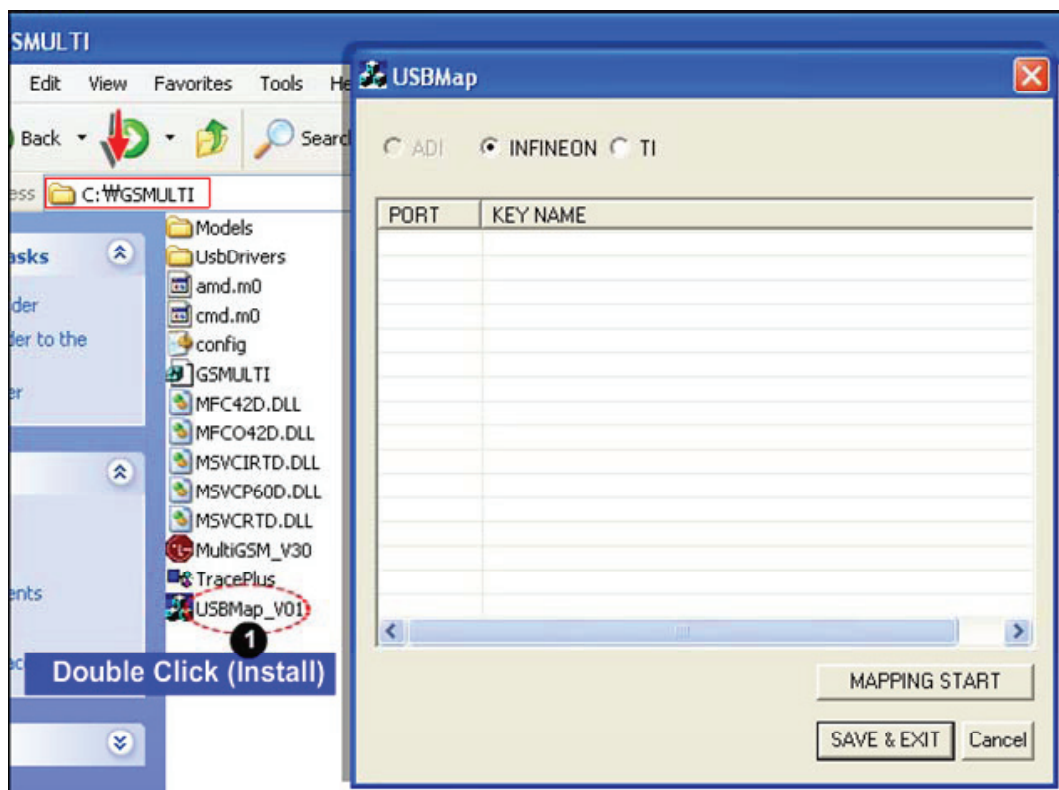 SMULTI
Edit View Favorites Tools He
Back Search
ess C:₩GSMULTI
asks
der
der to the
er
ents
Models
UsbDrivers
amd.m0
cmd.m0
config
GSMULTI
MFC42D.DLL
MFCO42D.DLL
MSVCIRTD.DLL
MSVCP60D.DLL
MSVCRTD.DLL
MultiGSM_V30
TracePlus
USBMap_V01
1
Double Click (Install)
USBMap
ADI INFINEON TI
PORT KEY NAME
MAPPING START
SAVE & EXIT Cancel